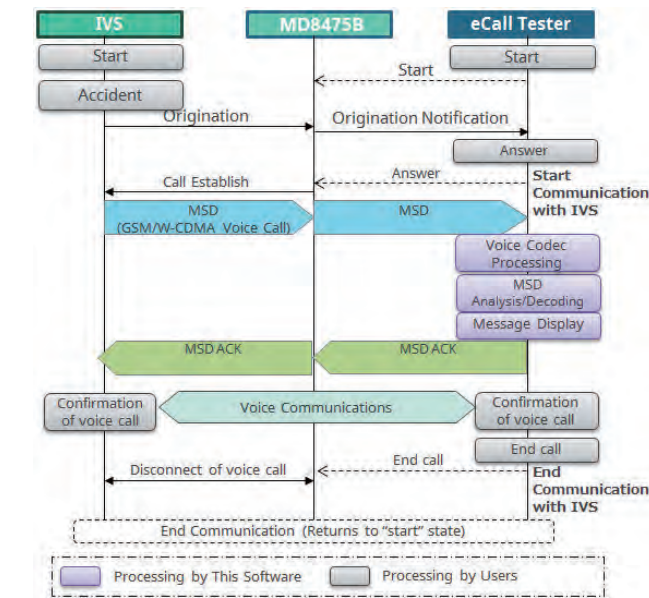 IVS
MD8475B
eCall Tester
Start
Start
Start
Accident
Origination
Origination Notification
Answer
Answer
Call Establish
Start
Communication
with IVS
MSD
(GSM/W-CDMA Voice Call)
MSD
Voice Codec
Processing
MSD
Analysis/Decoding
Message Display
MSD ACK
MSD ACK
Confirmation
of voice call
Voice Communications
Confirmation
of voice call
End call
End call
Disconnect of voice call
End
Communication
with IVS
End Communication (Returns to “start” state)
Processing by This Software
Processing by Users